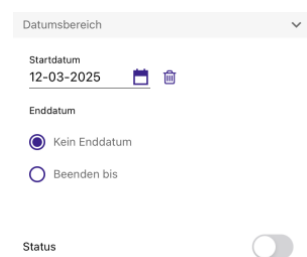 Datumsbereich
Startdatum
12-03-2025
Enddatum
Kein Enddatum
Beenden bis
Status